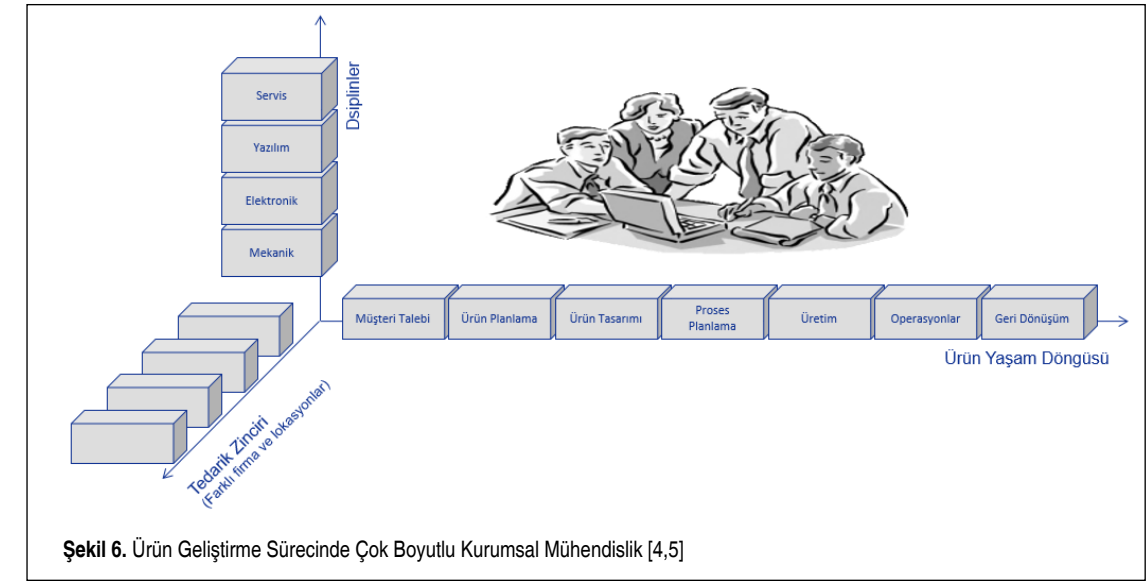 Dsiplinler
Servis
Yazılım
Elektronik
Mekanik
Müşteri Talebi
Ürün Planlama
Ürün Tasarımı
Proses
Planlama
Üretim
Operasyonlar
Geri Dönüşüm
Ürün Yaşam Döngüsü
Tedarik Zinciri
(Farklı firma ve lokasyonlar)
Şekil 6. Ürün Geliştirme Sürecinde Çok Boyutlu Kurumsal Mühendislik [4,5]